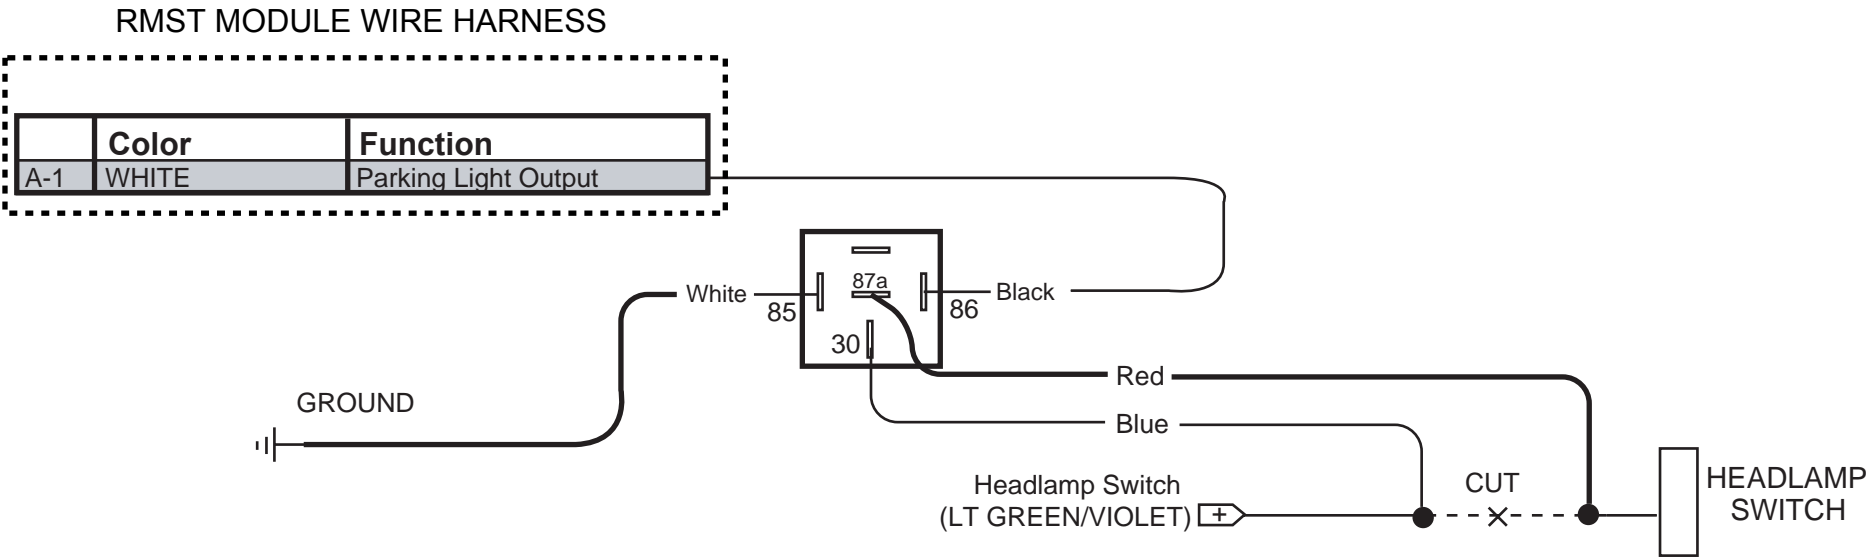 RMST MODULE WIRE HARNESS
Color Function
A-1 WHITE Parking Light Output
87a
White
85
Black
86
30
Red
GROUND
Blue
Headlamp Switch
(LT GREEN/VIOLET) +
CUT
HEADLAMP
SWITCH